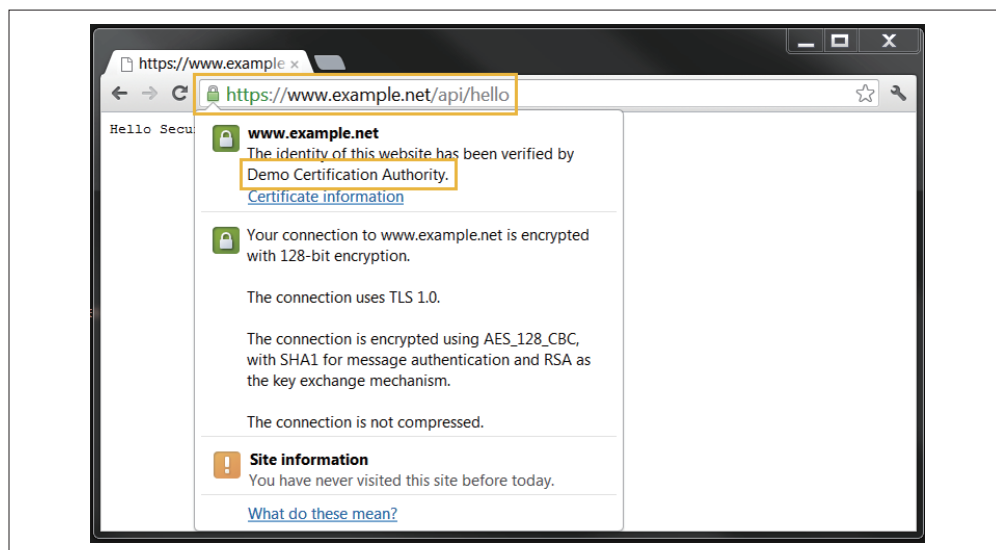 https://www.example ×
https://www.example.net/api/hello
Hello Secu
www.example.net
The identity of this website has been verified by
Demo Certification Authority.
Certificate information
Your connection to www.example.net is encrypted
with 128-bit encryption.
The connection uses TLS 1.0.
The connection is encrypted using AES_128_CBC,
with SHA1 for message authentication and RSA as
the key exchange mechanism.
The connection is not compressed.
Site information
You have never visited this site before today.
What do these mean?